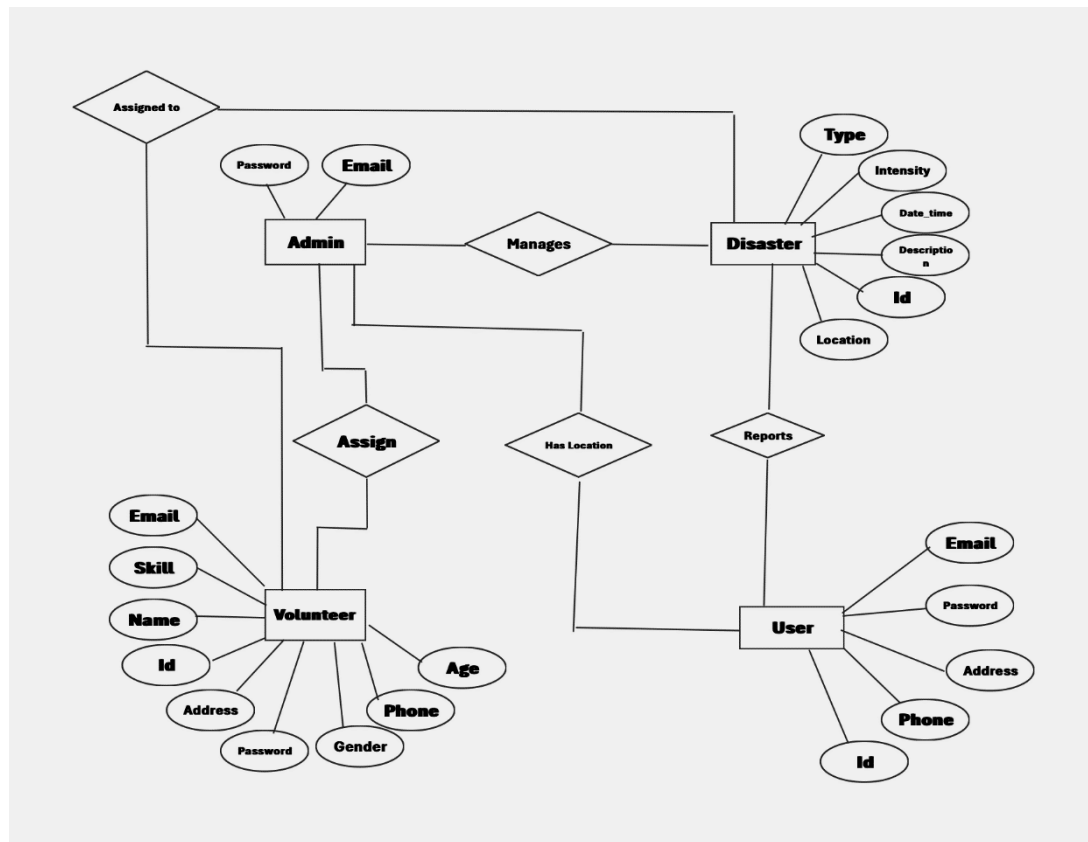 Assigned to
Password
Email
Admin
Manages
Disaster
Type
Intensity
Date_time
Descriptio
n
Id
Location
Assign
Has Location
Reports
Email
Skill
Name
Id
Address
Password
Gender
Phone
Age
Volunteer
User
Email
Password
Address
Phone
Id